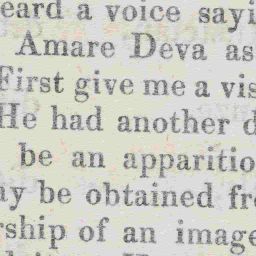 eard a voice sayi
Amare Deva as
First give me a vis
He had another d
be an apparitio
ay be obtained fr
rship of an image